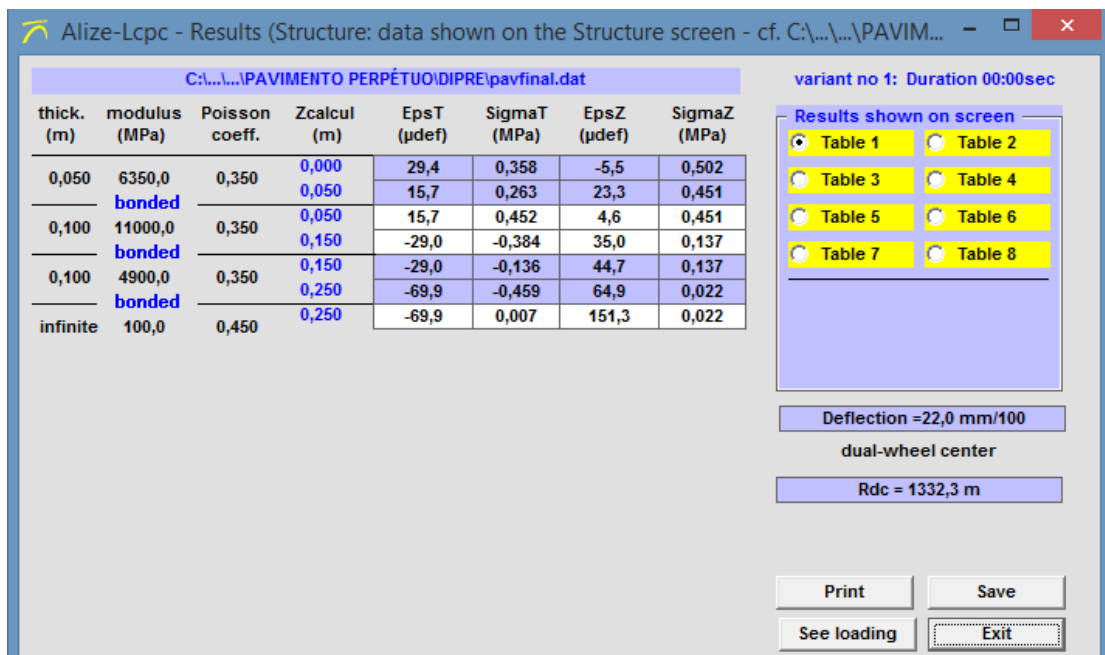 Alize-Lcpc - Results (Structure: data shown on the Structure screen - cf. C:\...\...\PAVIM...
C:\...\...\PAVIMENTO PERPÉTUO\DIPRE\pavfinal.dat
variant no 1: Duration 00:00sec
thick. (m) modulus (MPa) Poisson coeff. Zcalcul (m) EpsT (µdef) SigmaT (MPa) EpsZ (µdef) SigmaZ (MPa)
0,050 6350,0 0,350 0,000 29,4 0,358 -5,5 0,502
0,050 15,7 0,263 23,3 0,451
bonded
0,100 11000,0 0,350 0,050 15,7 0,452 4,6 0,451
0,150 -29,0 -0,384 35,0 0,137
bonded
0,100 4900,0 0,350 0,150 -29,0 -0,136 44,7 0,137
0,250 -69,9 -0,459 64,9 0,022
bonded
infinite 100,0 0,450 0,250 -69,9 0,007 151,3 0,022
Results shown on screen
Table 1 Table 2
Table 3 Table 4
Table 5 Table 6
Table 7 Table 8
Deflection =22,0 mm/100
dual-wheel center
Rdc = 1332,3 m
Print Save
See loading Exit